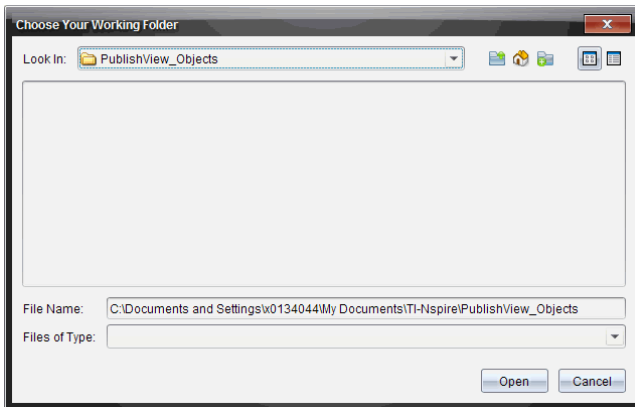 Choose Your Working Folder
Look In: PublishView_Objects
File Name: C:\Documents and Settings\x0134044\My Documents\TI-Nspire\PublishView_Objects
Files of Type:
Open Cancel